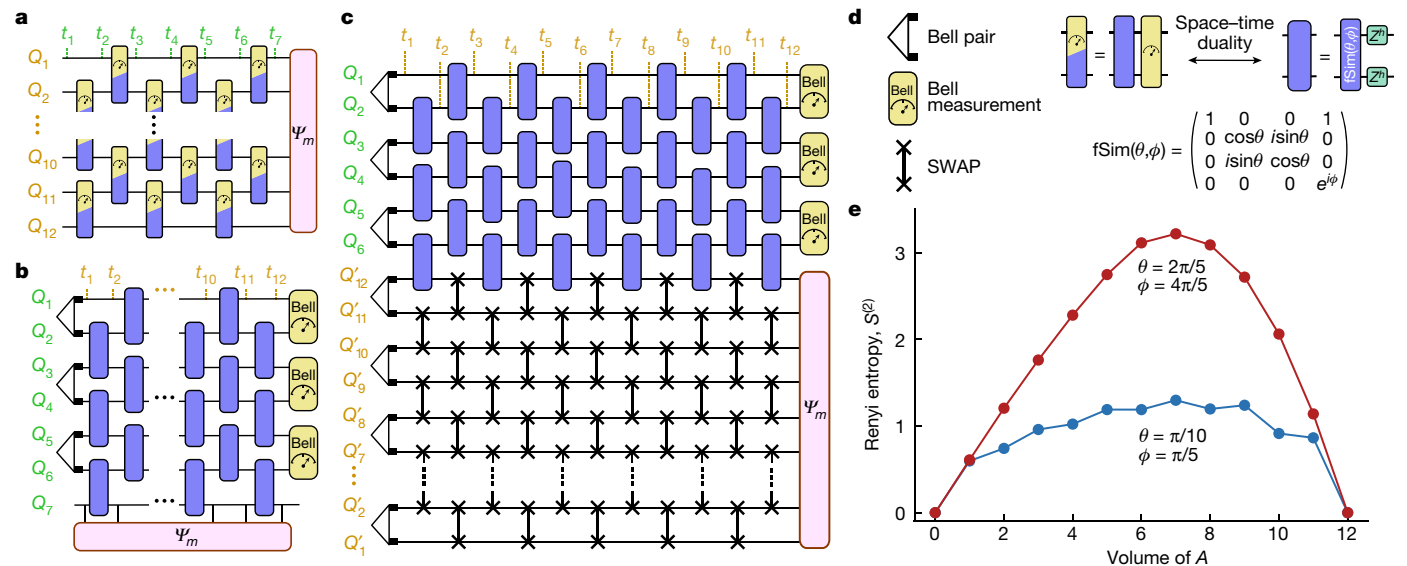 a
t1 t2 t3 t4 t5 t6 t7
Q1
Q2
Q10
Q11
Q12
Ψm
b
t1 t2 t10 t11 t12
Q1
Q2
Q3
Q4
Q5
Q6
Q7
Bell
Bell
Bell
Ψm
c
t1 t2 t3 t4 t5 t6 t7 t8 t9 t10 t11 t12
Q1
Q2
Q3
Q4
Q5
Q6
Q′12
Q′11
Q′10
Q′9
Q′8
Q′7
Q′2
Q′1
Bell
Bell
Bell
Ψm
d
Bell pair
Bell
Bell
measurement
SWAP
=
Space–time
duality
=
fSim(θ,ϕ)
Zʰ
Zʰ
fSim(θ,ϕ) =
1 0 0 1
0 cosθ isinθ 0
0 isinθ cosθ 0
0 0 0 e^iϕ
e
Renyi entropy, S(2)
3
2
1
0
θ = 2π/5
ϕ = 4π/5
θ = π/10
ϕ = π/5
0 2 4 6 8 10 12
Volume of A